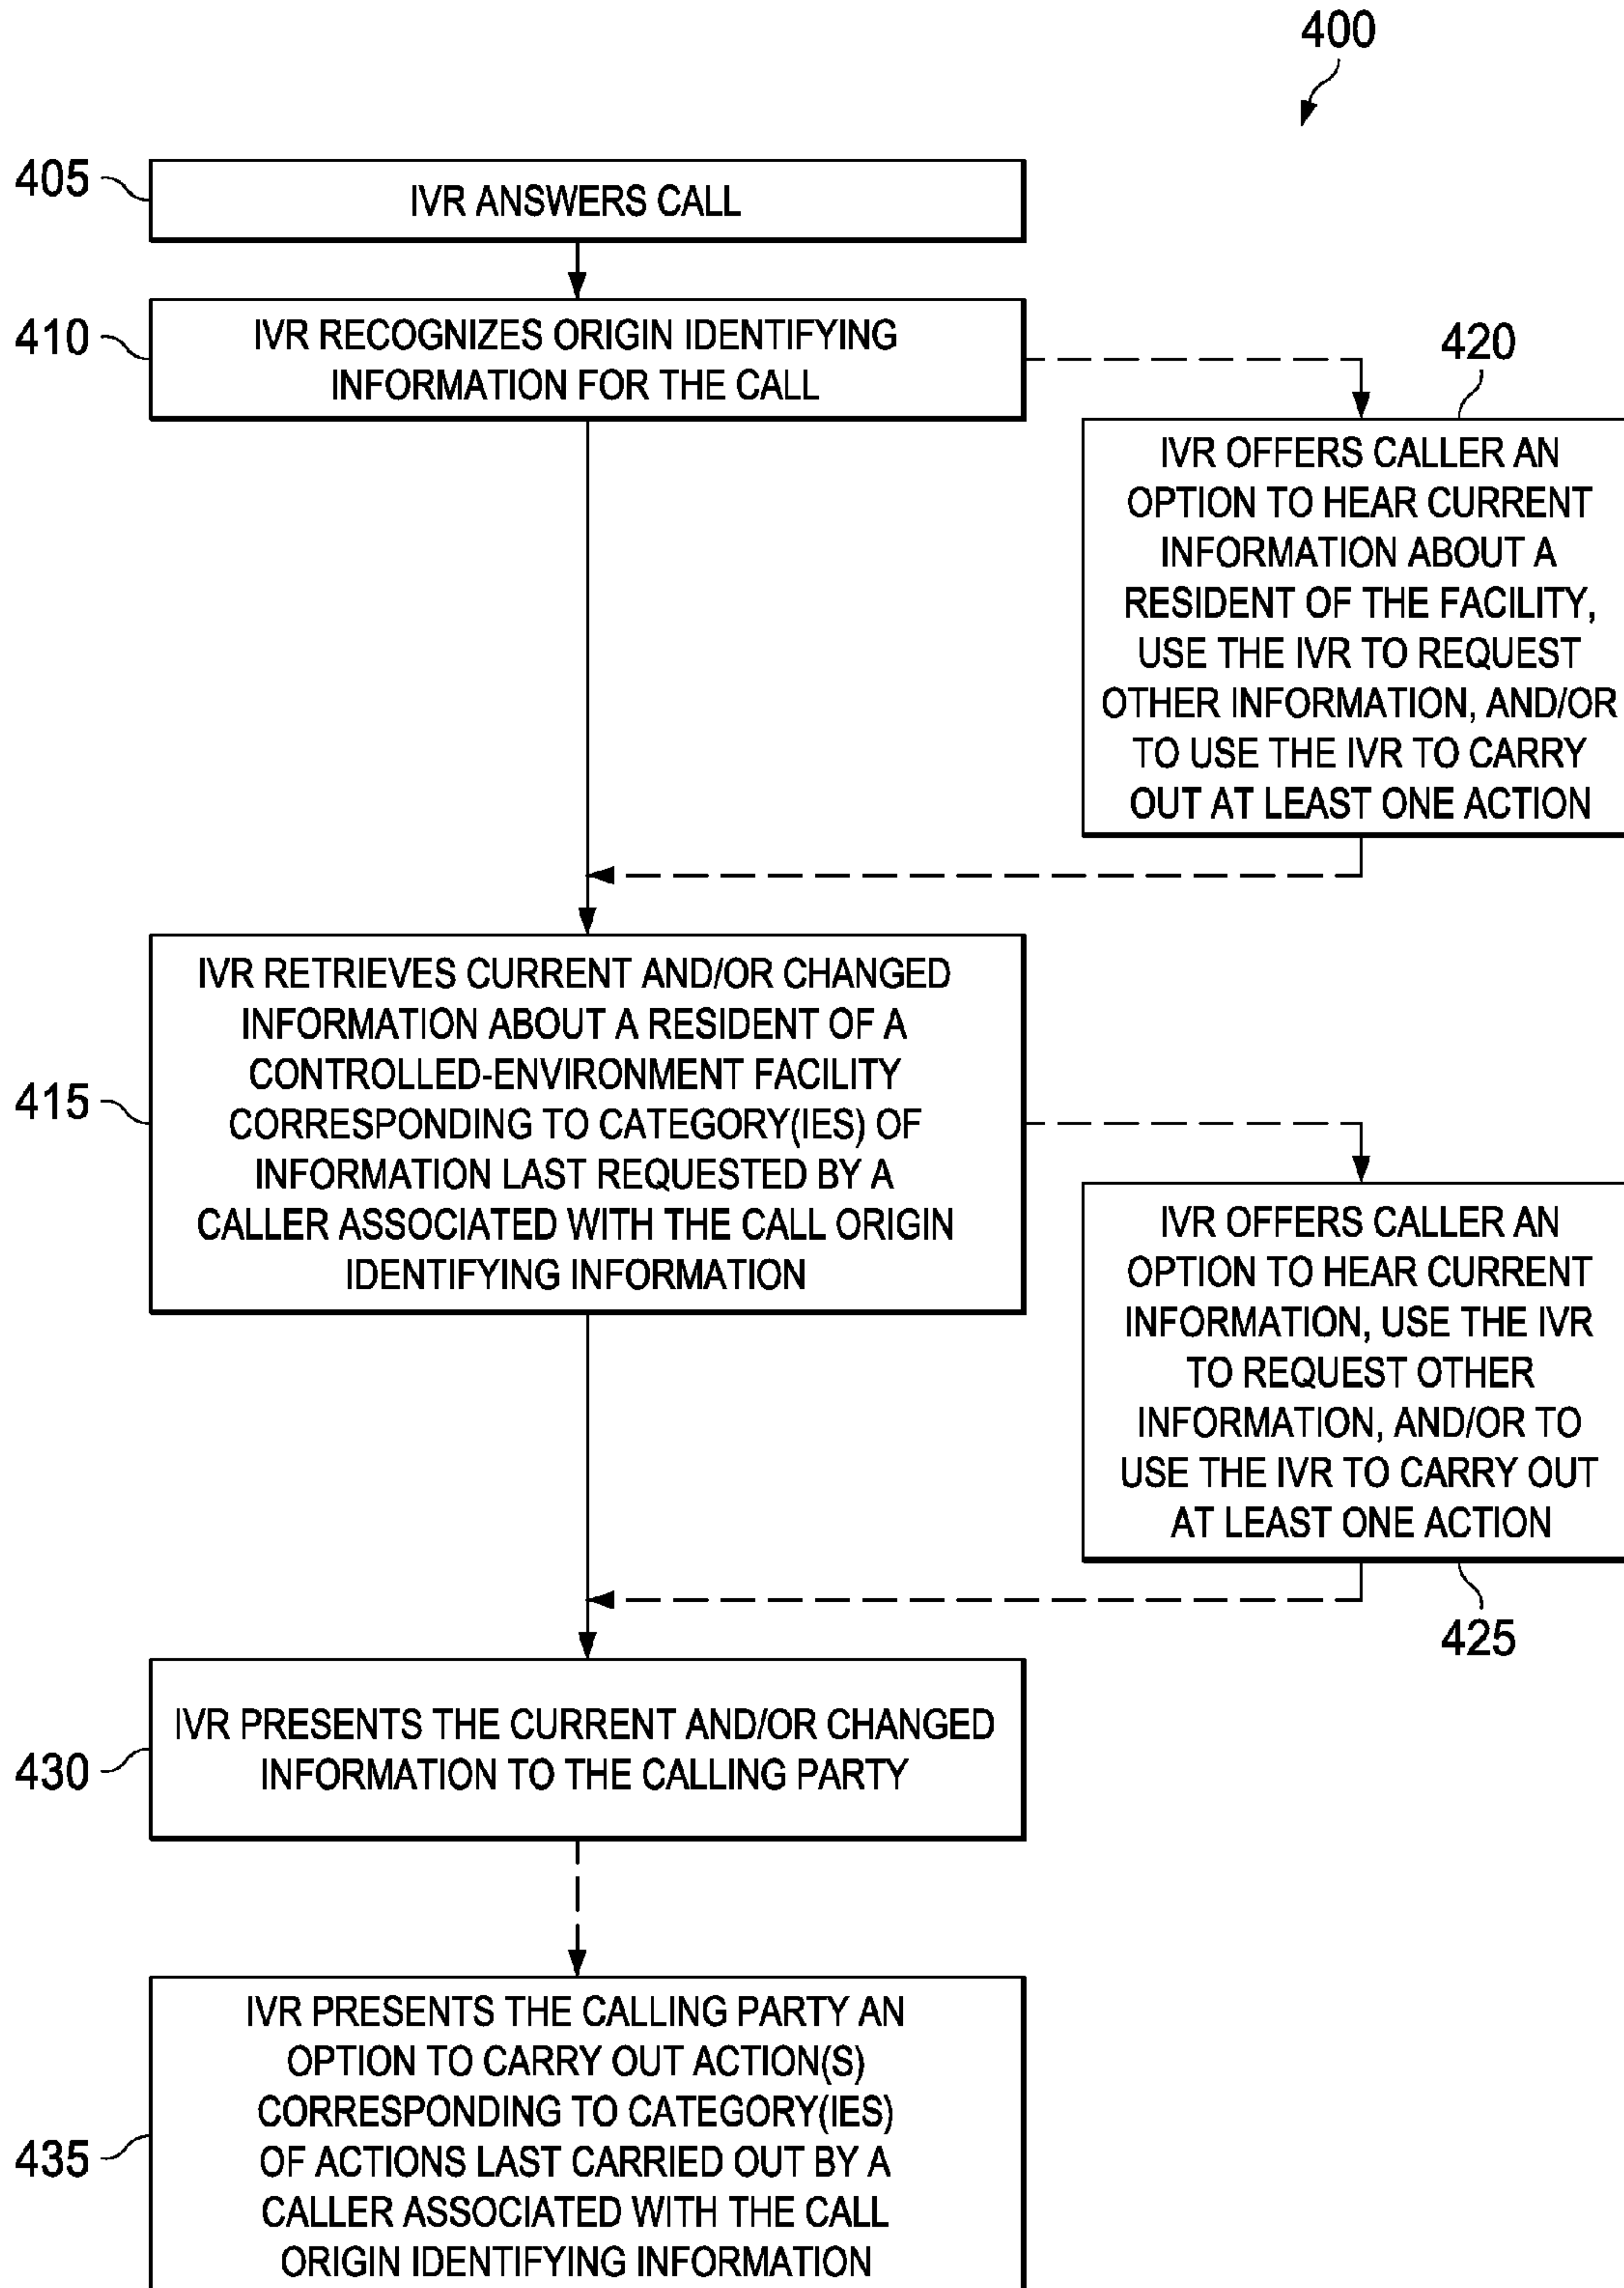 400
405
IVR ANSWERS CALL
410
IVR RECOGNIZES ORIGIN IDENTIFYING
INFORMATION FOR THE CALL
420
IVR OFFERS CALLER AN
OPTION TO HEAR CURRENT
INFORMATION ABOUT A
RESIDENT OF THE FACILITY,
USE THE IVR TO REQUEST
OTHER INFORMATION, AND/OR
TO USE THE IVR TO CARRY
OUT AT LEAST ONE ACTION
415
IVR RETRIEVES CURRENT AND/OR CHANGED
INFORMATION ABOUT A RESIDENT OF A
CONTROLLED-ENVIRONMENT FACILITY
CORRESPONDING TO CATEGORY(IES) OF
INFORMATION LAST REQUESTED BY A
CALLER ASSOCIATED WITH THE CALL ORIGIN
IDENTIFYING INFORMATION
IVR OFFERS CALLER AN
OPTION TO HEAR CURRENT
INFORMATION, USE THE IVR
TO REQUEST OTHER
INFORMATION, AND/OR TO
USE THE IVR TO CARRY OUT
AT LEAST ONE ACTION
425
430
IVR PRESENTS THE CURRENT AND/OR CHANGED
INFORMATION TO THE CALLING PARTY
435
IVR PRESENTS THE CALLING PARTY AN
OPTION TO CARRY OUT ACTION(S)
CORRESPONDING TO CATEGORY(IES)
OF ACTIONS LAST CARRIED OUT BY A
CALLER ASSOCIATED WITH THE CALL
ORIGIN IDENTIFYING INFORMATION